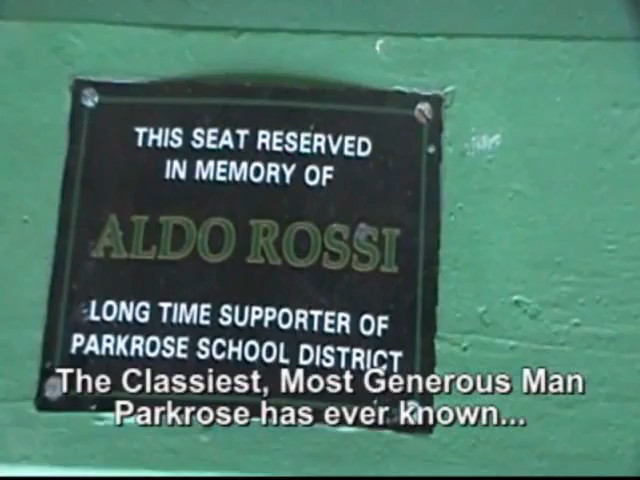 THIS SEAT RESERVED
IN MEMORY OF
ALDO ROSSI
LONG TIME SUPPORTER OF
PARKROSE SCHOOL DISTRICT
The Classiest, Most Generous Man
Parkrose has ever known...